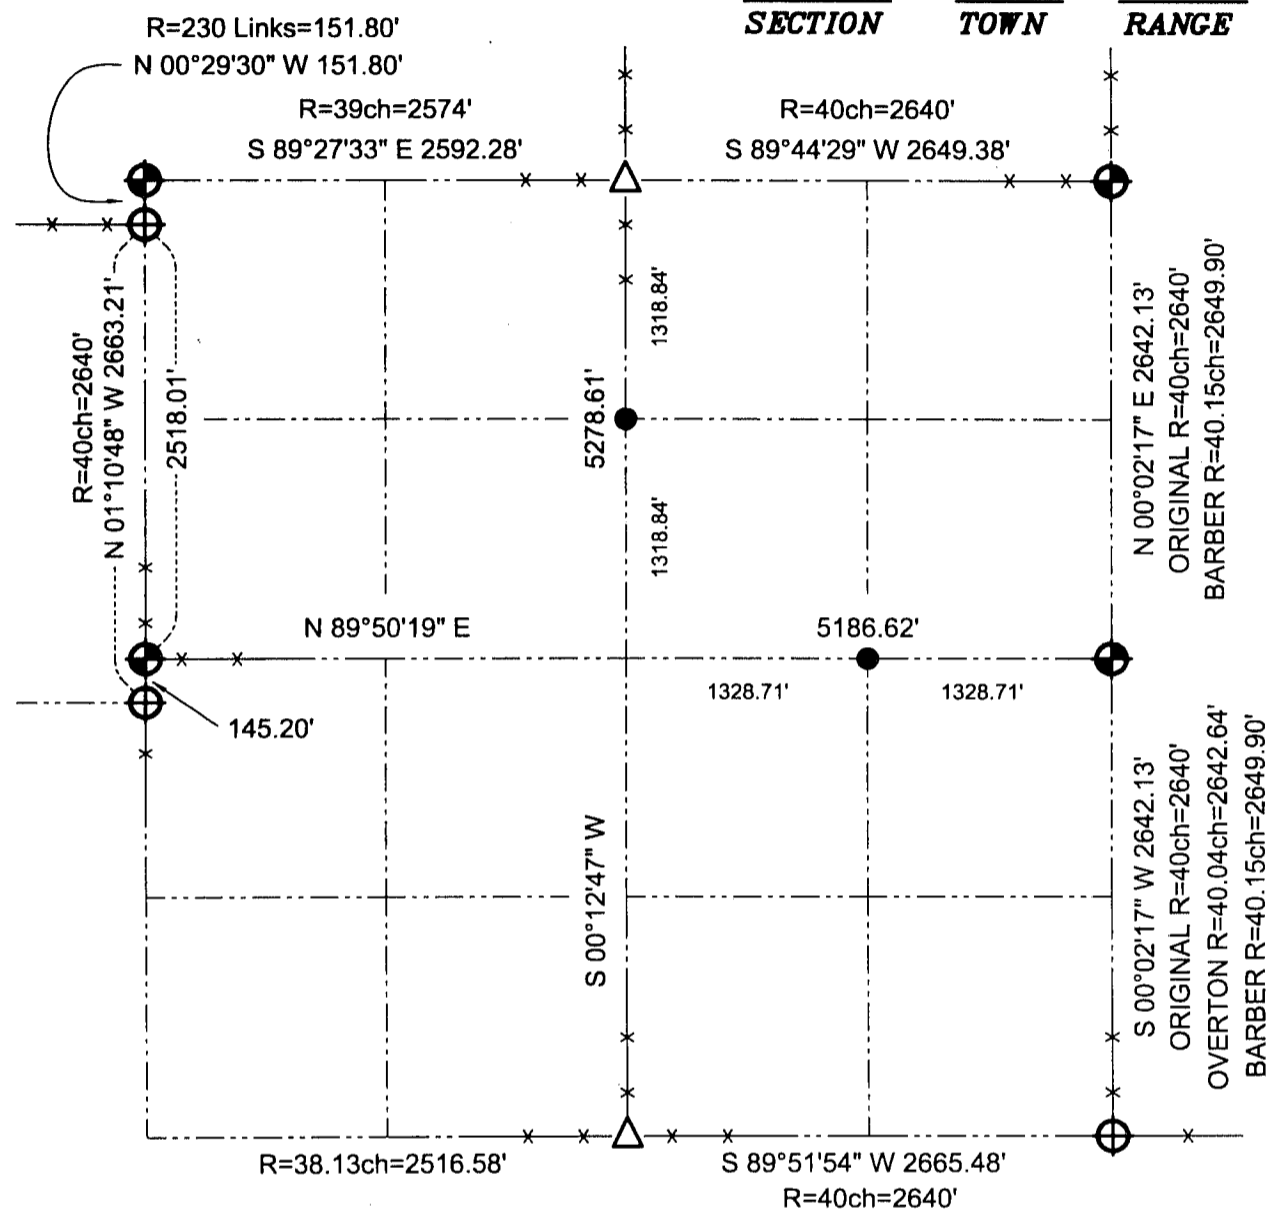 SECTION TOWN RANGE
R=230 Links=151.80'
N 00°29'30" W 151.80'
R=39ch=2574'
S 89°27'33" E 2592.28'
R=40ch=2640'
S 89°44'29" W 2649.38'
R=40ch=2640'
N 01°10'48" W 2663.21'
2518.01'
5278.61'
1318.84'
1318.84'
N 00°02'17" E 2642.13'
ORIGINAL R=40ch=2640'
BARBER R=40.15ch=2649.90'
N 89°50'19" E
5186.62'
1328.71'
1328.71'
145.20'
S 00°12'47" W
S 00°02'17" W 2642.13'
ORIGINAL R=40ch=2640'
OVERTON R=40.04ch=2642.64'
BARBER R=40.15ch=2649.90'
R=38.13ch=2516.58'
S 89°51'54" W 2665.48'
R=40ch=2640'